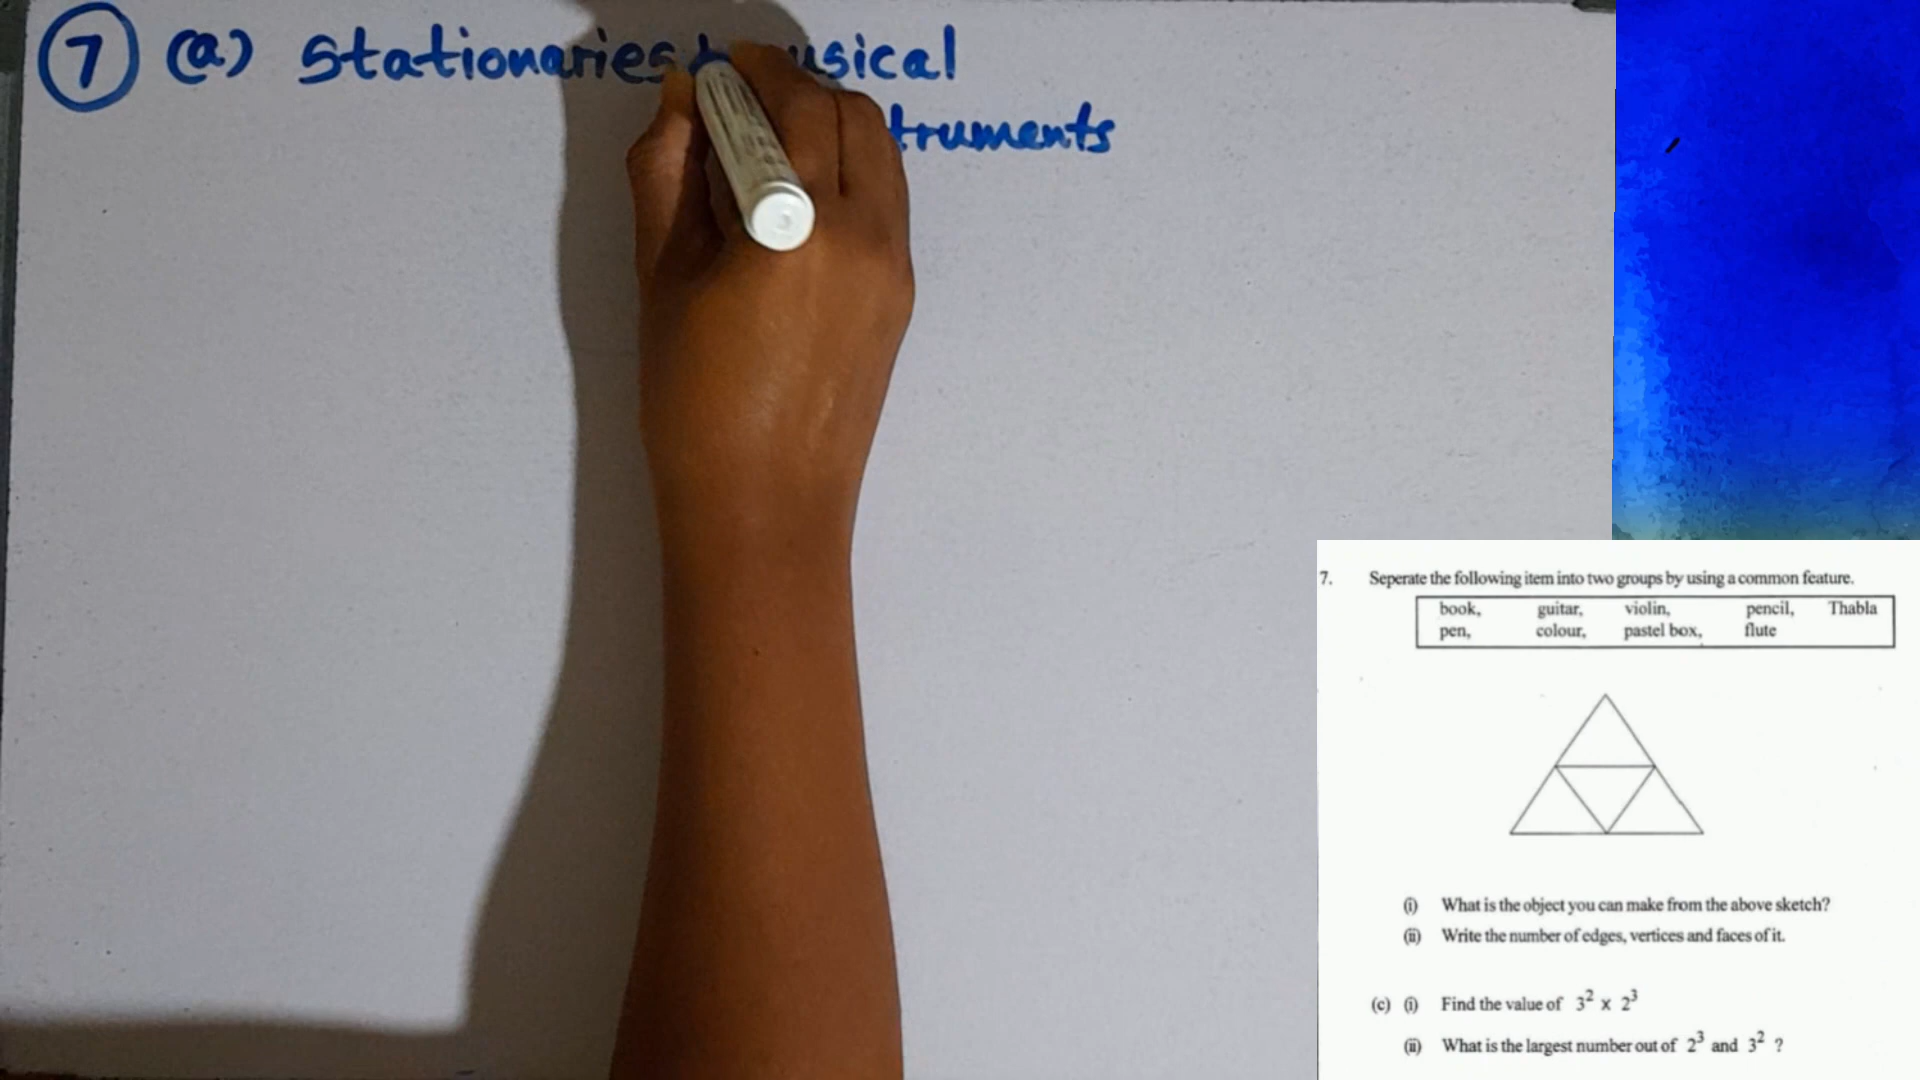 7 (a) Stationaries
7. Seperate the following item into two groups by using a common feature.
book, guitar, violin, pencil, Thabla
pen, colour, pastel box, flute
(i) What is the object you can make from the above sketch?
(ii) Write the number of edges, vertices and faces of it.
(c) (i) Find the value of 3² x 2³
(ii) What is the largest number out of 2³ and 3² ?